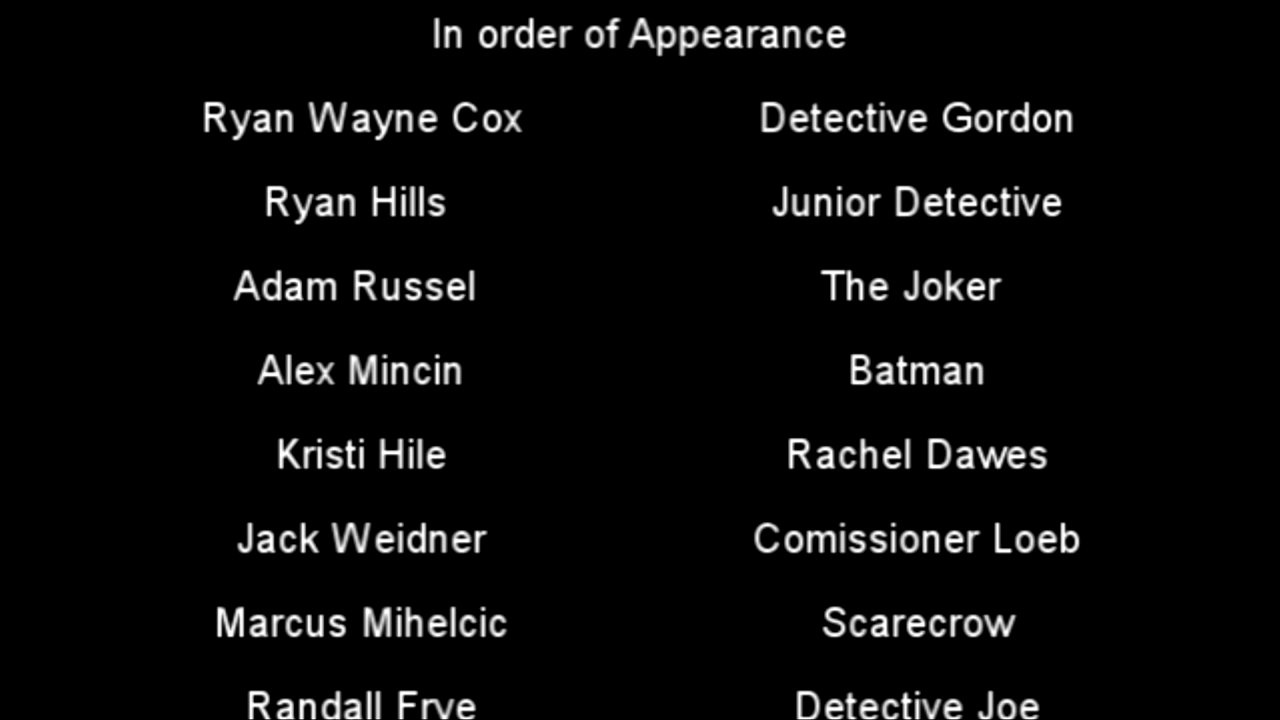 In order of Appearance
Ryan Wayne Cox Detective Gordon
Ryan Hills Junior Detective
Adam Russel The Joker
Alex Mincin Batman
Kristi Hile Rachel Dawes
Jack Weidner Comissioner Loeb
Marcus Mihelcic Scarecrow
Randall Frye Detective Joe